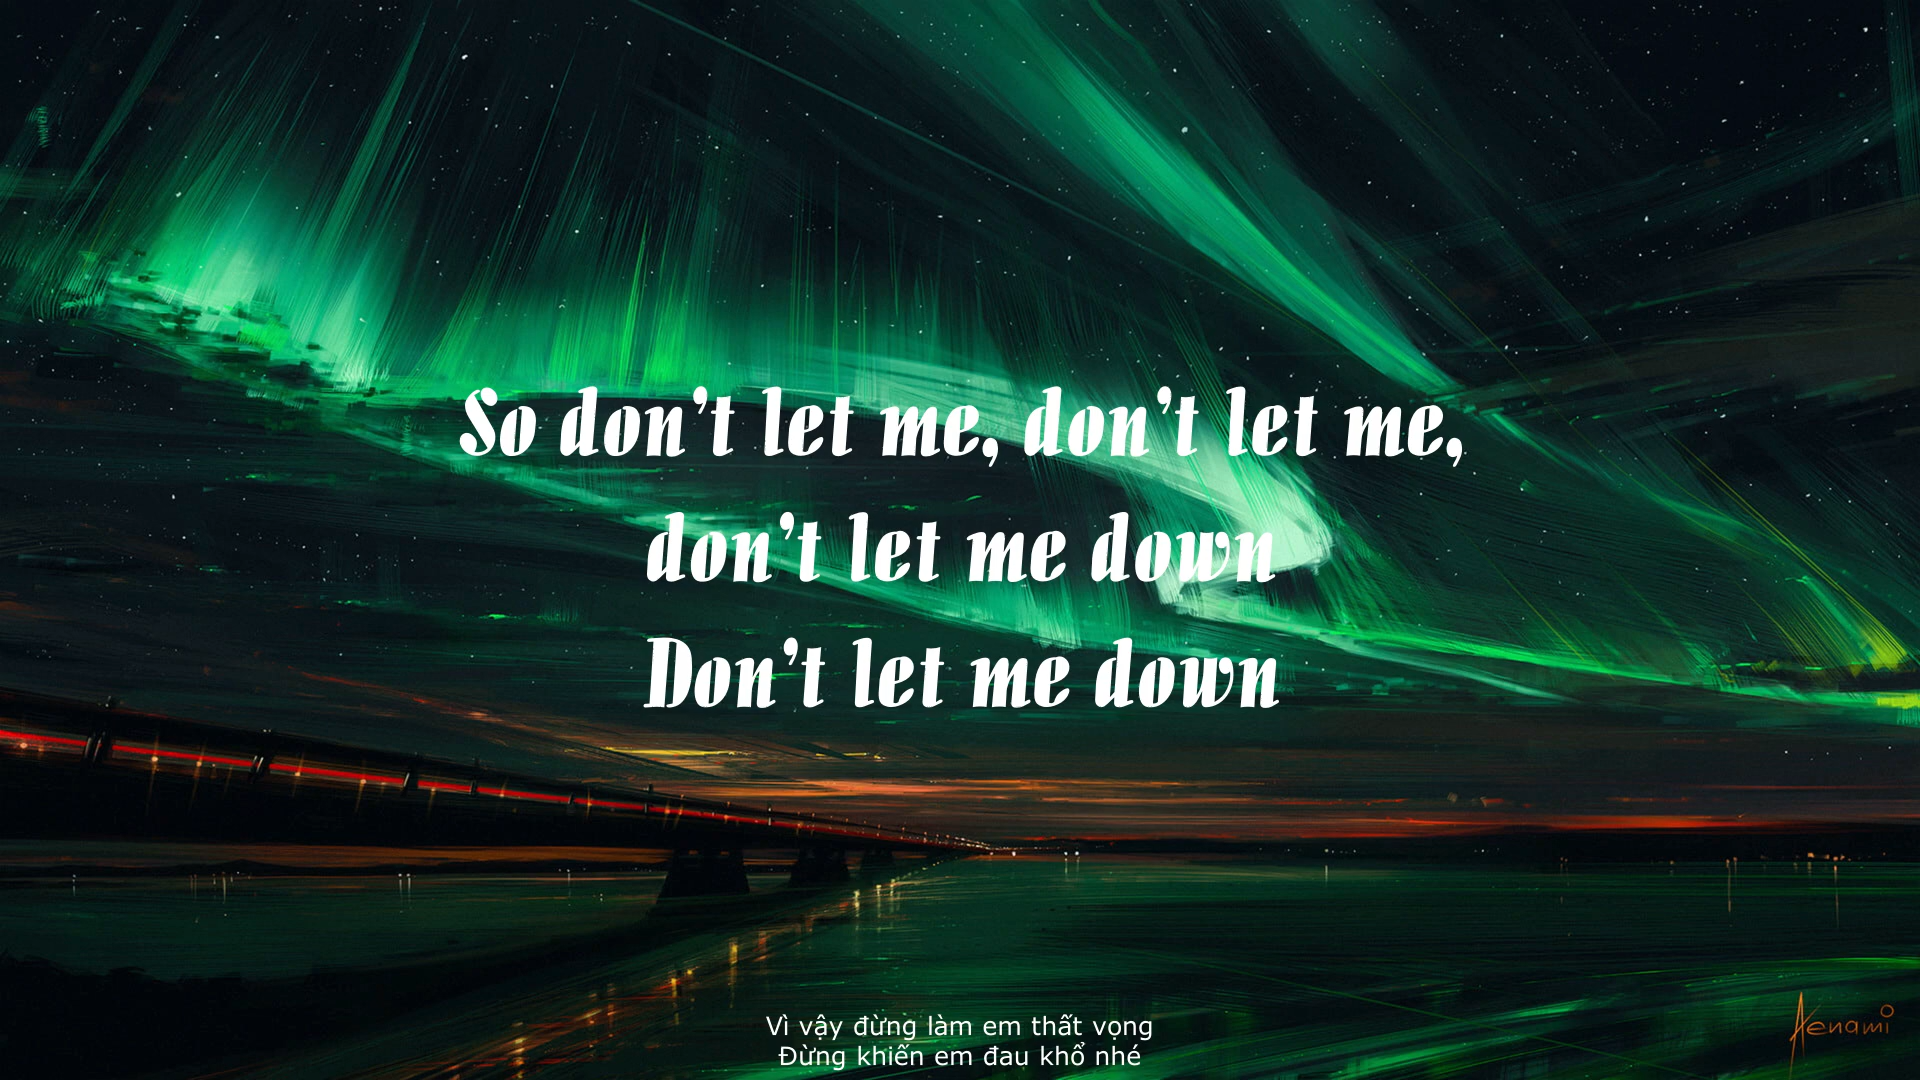 So don’t let me, don’t let me,
don’t let me down
Don’t let me down
Vì vậy đừng làm em thất vọng
Đừng khiến em đau khổ nhé
Aenami